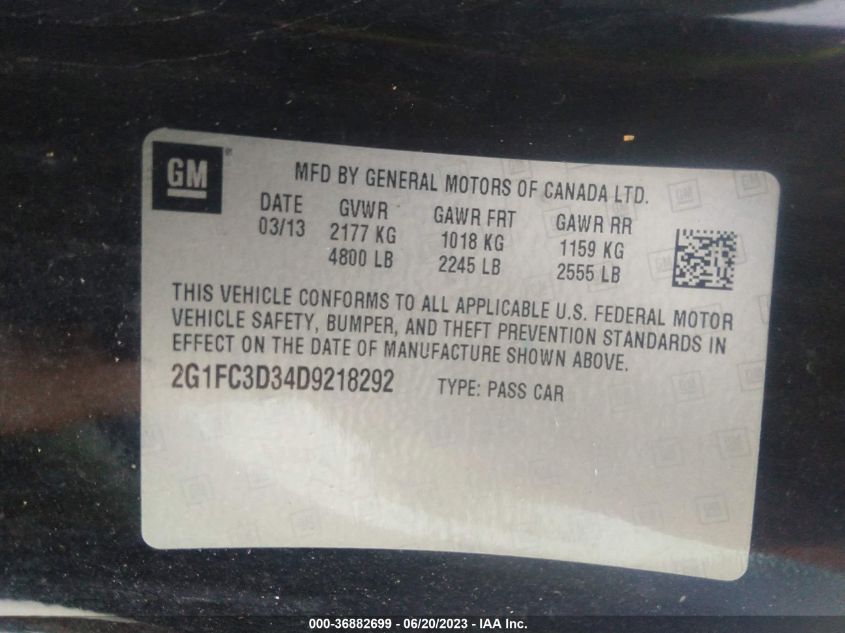 GM
MFD BY GENERAL MOTORS OF CANADA LTD.
DATE GVWR GAWR FRT GAWR RR
03/13 2177 KG 1018 KG 1159 KG
4800 LB 2245 LB 2555 LB
THIS VEHICLE CONFORMS TO ALL APPLICABLE U.S. FEDERAL MOTOR
VEHICLE SAFETY, BUMPER, AND THEFT PREVENTION STANDARDS IN
EFFECT ON THE DATE OF MANUFACTURE SHOWN ABOVE.
2G1FC3D34D9218292 TYPE: PASS CAR
000-36882699 - 06/20/2023 - IAA Inc.